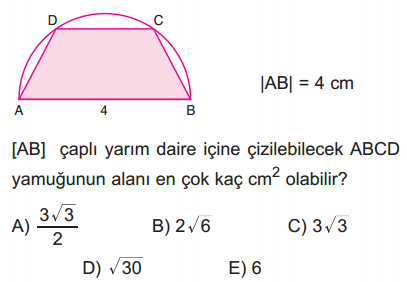 D C
A 4 B
|AB| = 4 cm
[AB] çaplı yarım daire içine çizilebilecek ABCD
yamuğunun alanı en çok kaç cm² olabilir?
A) 3√3/2 B) 2√6 C) 3√3
D) √30 E) 6